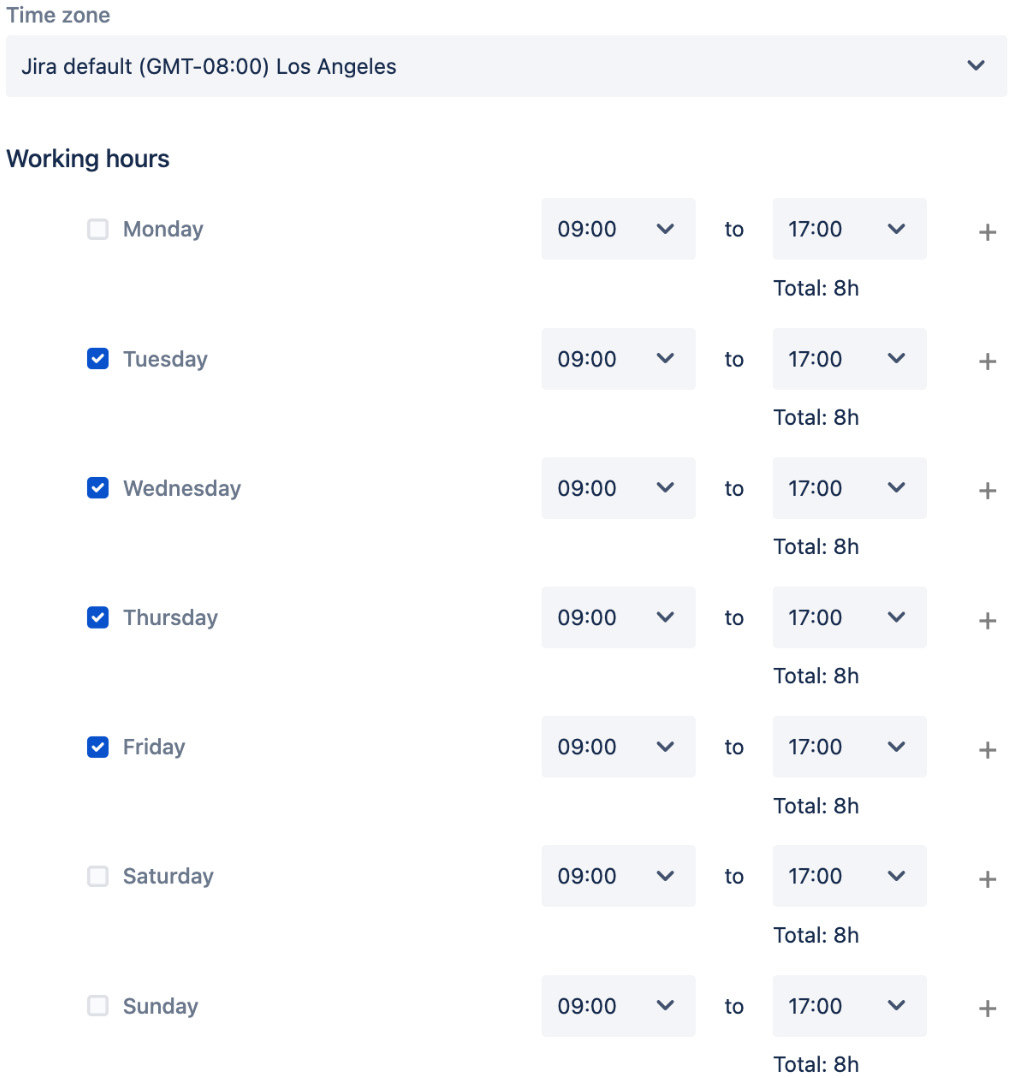 Time zone
Jira default (GMT-08:00) Los Angeles
Working hours
Monday 09:00 to 17:00 +
Total: 8h
Tuesday 09:00 to 17:00 +
Total: 8h
Wednesday 09:00 to 17:00 +
Total: 8h
Thursday 09:00 to 17:00 +
Total: 8h
Friday 09:00 to 17:00 +
Total: 8h
Saturday 09:00 to 17:00 +
Total: 8h
Sunday 09:00 to 17:00 +
Total: 8h